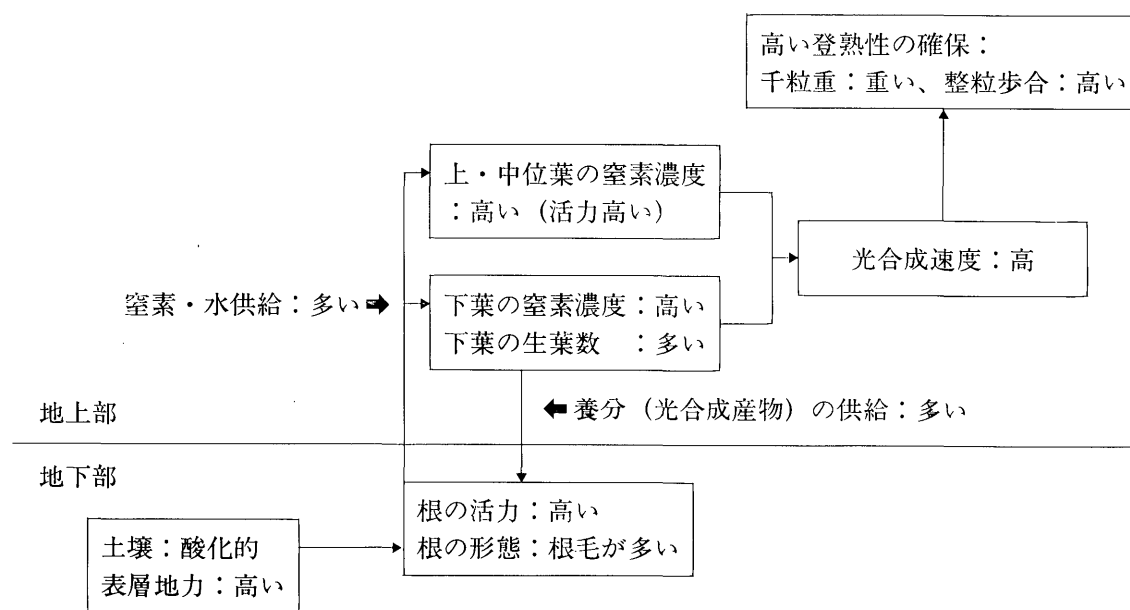 高い登熟性の確保：
千粒重：重い、整粒歩合：高い
上・中位葉の窒素濃度
：高い（活力高い）
光合成速度：高
窒素・水供給：多い
下葉の窒素濃度：高い
下葉の生葉数　：多い
養分（光合成産物）の供給：多い
地上部
地下部
根の活力：高い
根の形態：根毛が多い
土壌：酸化的
表層地力：高い